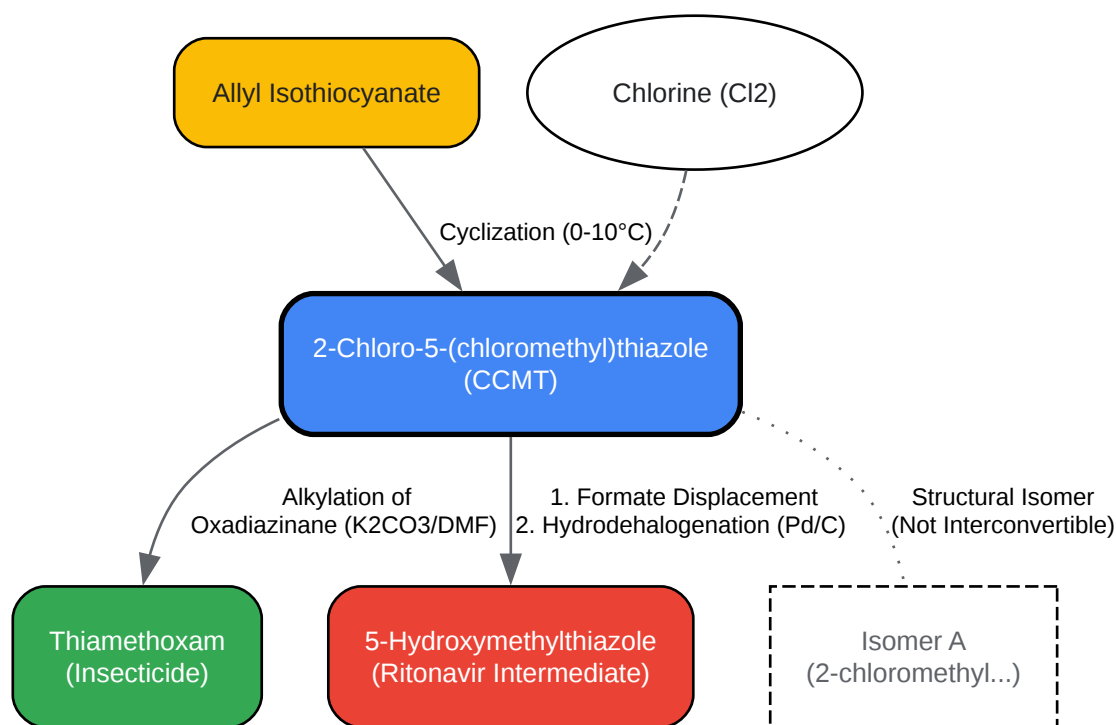 Allyl Isothiocyanate
Chlorine (Cl2)
Cyclization (0-10°C)
2-Chloro-5-(chloromethyl)thiazole
(CCMT)
Alkylation of
Oxadiazinane (K2CO3/DMF)
1. Formate Displacement
2. Hydrodehalogenation (Pd/C)
Structural Isomer
(Not Interconvertible)
Thiamethoxam
(Insecticide)
5-Hydroxymethylthiazole
(Ritonavir Intermediate)
Isomer A
(2-chloromethyl...)